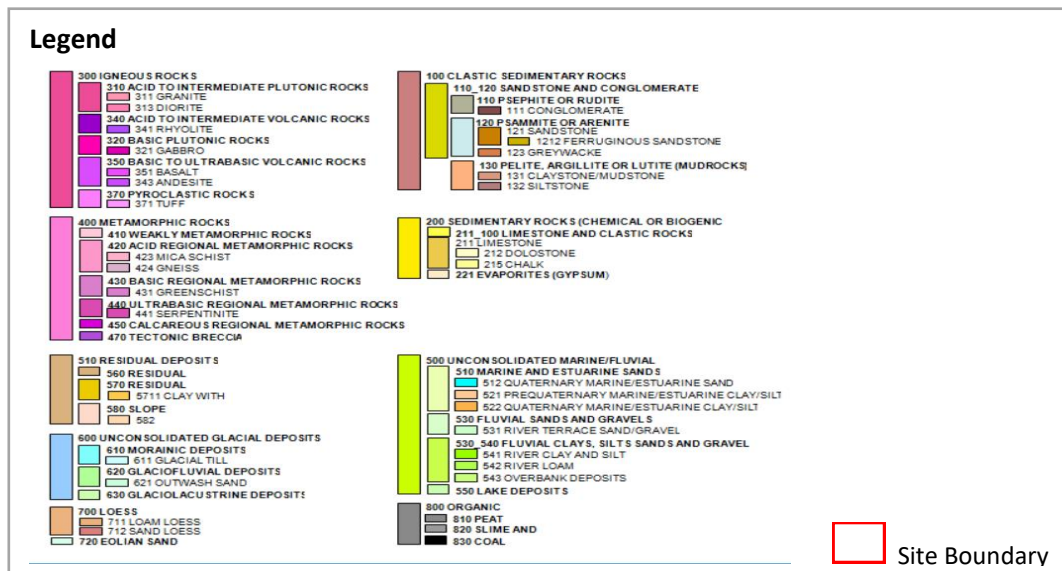 Legend
300 IGNEOUS ROCKS
310 ACID TO INTERMEDIATE PLUTONIC ROCKS
311 GRANITE
313 DIORITE
340 ACID TO INTERMEDIATE VOLCANIC ROCKS
341 RHYOLITE
320 BASIC PLUTONIC ROCKS
321 GABBRO
350 BASIC TO ULTRABASIC VOLCANIC ROCKS
351 BASALT
343 ANDESITE
370 PYROCLASTIC ROCKS
371 TUFF
400 METAMORPHIC ROCKS
410 WEAKLY METAMORPHIC ROCKS
420 ACID REGIONAL METAMORPHIC ROCKS
423 MICA SCHIST
424 GNEISS
430 BASIC REGIONAL METAMORPHIC ROCKS
431 GREENSCHIST
440 ULTRABASIC REGIONAL METAMORPHIC ROCKS
441 SERPENTINITE
450 CALCAREOUS REGIONAL METAMORPHIC ROCKS
470 TECTONIC BRECCIA
510 RESIDUAL DEPOSITS
560 RESIDUAL
570 RESIDUAL
5711 CLAY WITH
580 SLOPE
582
600 UNCONSOLIDATED GLACIAL DEPOSITS
610 MORAINIC DEPOSITS
611 GLACIAL TILL
620 GLACIOFLUVIAL DEPOSITS
621 OUTWASH SAND
630 GLACIOLACUSTRINE DEPOSITS
700 LOESS
711 LOAM LOESS
712 SAND LOESS
720 EOLIAN SAND
100 CLASTIC SEDIMENTARY ROCKS
110_120 SANDSTONE AND CONGLOMERATE
110 PSEPHITE OR RUDITE
111 CONGLOMERATE
120 PSAMMITE OR ARENITE
121 SANDSTONE
1212 FERRUGINOUS SANDSTONE
123 GREYWACKE
130 PELITE, ARGILLITE OR LUTITE (MUDROCKS)
131 CLAYSTONE/MUDSTONE
132 SILTSTONE
200 SEDIMENTARY ROCKS (CHEMICAL OR BIOGENIC
211_100 LIMESTONE AND CLASTIC ROCKS
211 LIMESTONE
212 DOLOSTONE
215 CHALK
221 EVAPORITES (GYPSUM)
500 UNCONSOLIDATED MARINE/FLUVIAL
510 MARINE AND ESTUARINE SANDS
512 QUATERNARY MARINE/ESTUARINE SAND
521 PREQUATERNARY MARINE/ESTUARINE CLAY/SILT
522 QUATERNARY MARINE/ESTUARINE CLAY/SILT
530 FLUVIAL SANDS AND GRAVELS
531 RIVER TERRACE SAND/GRAVEL
530_540 FLUVIAL CLAYS, SILTS SANDS AND GRAVEL
541 RIVER CLAY AND SILT
542 RIVER LOAM
543 OVERBANK DEPOSITS
550 LAKE DEPOSITS
800 ORGANIC
810 PEAT
820 SLIME AND
830 COAL
Site Boundary